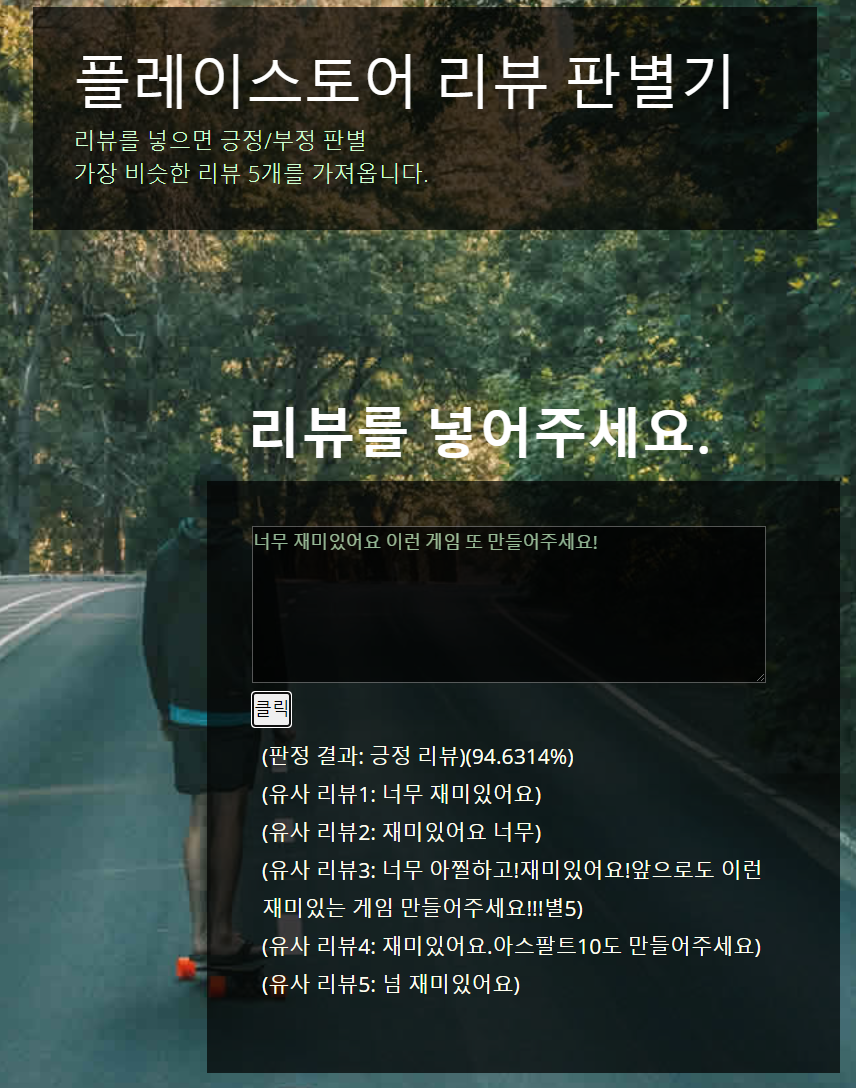 플레이스토어 리뷰 판별기
리뷰를 넣으면 긍정/부정 판별
가장 비슷한 리뷰 5개를 가져옵니다.
리뷰를 넣어주세요.
너무 재미있어요 이런 게임 또 만들어주세요!
클릭
(판정 결과: 긍정 리뷰)(94.6314%)
(유사 리뷰1: 너무 재미있어요)
(유사 리뷰2: 재미있어요 너무)
(유사 리뷰3: 너무 아찔하고!재미있어요!앞으로도 이런
재미있는 게임 만들어주세요!!!별5)
(유사 리뷰4: 재미있어요.아스팔트10도 만들어주세요)
(유사 리뷰5: 넘 재미있어요)